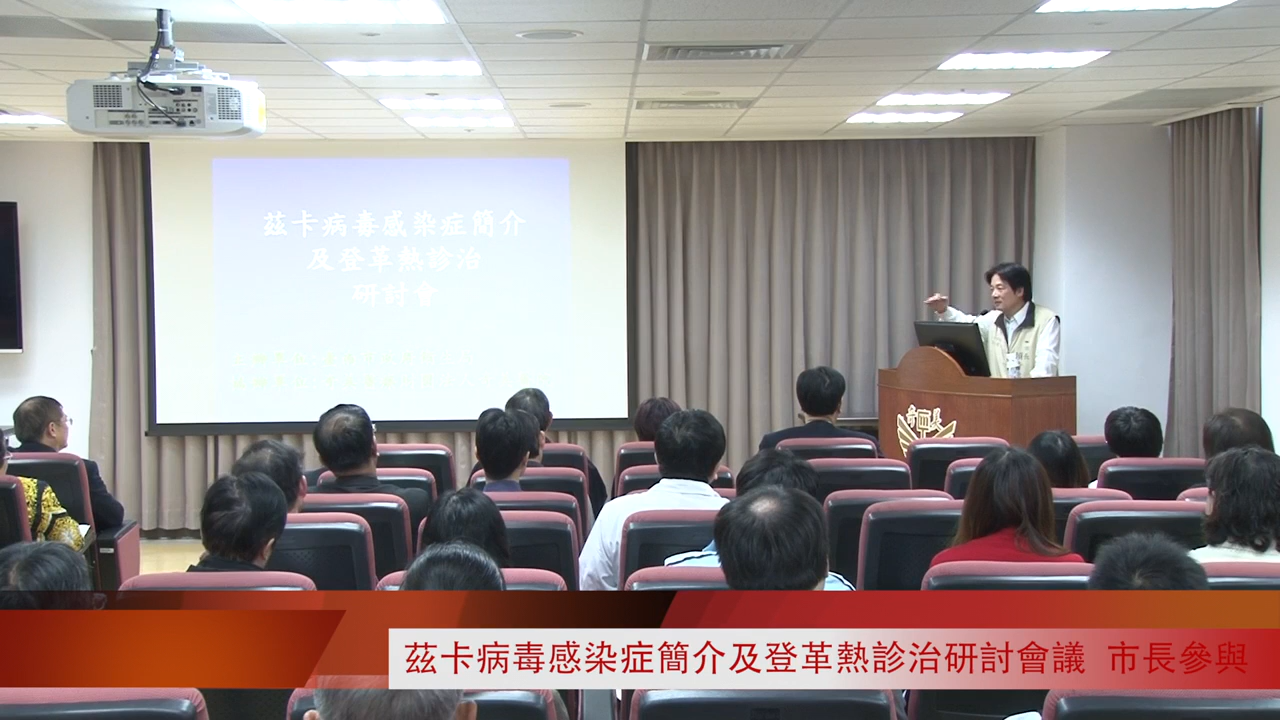 茲卡病毒感染症簡介
及登革熱診治
研討會
茲卡病毒感染症簡介及登革熱診治研討會議 市長參與